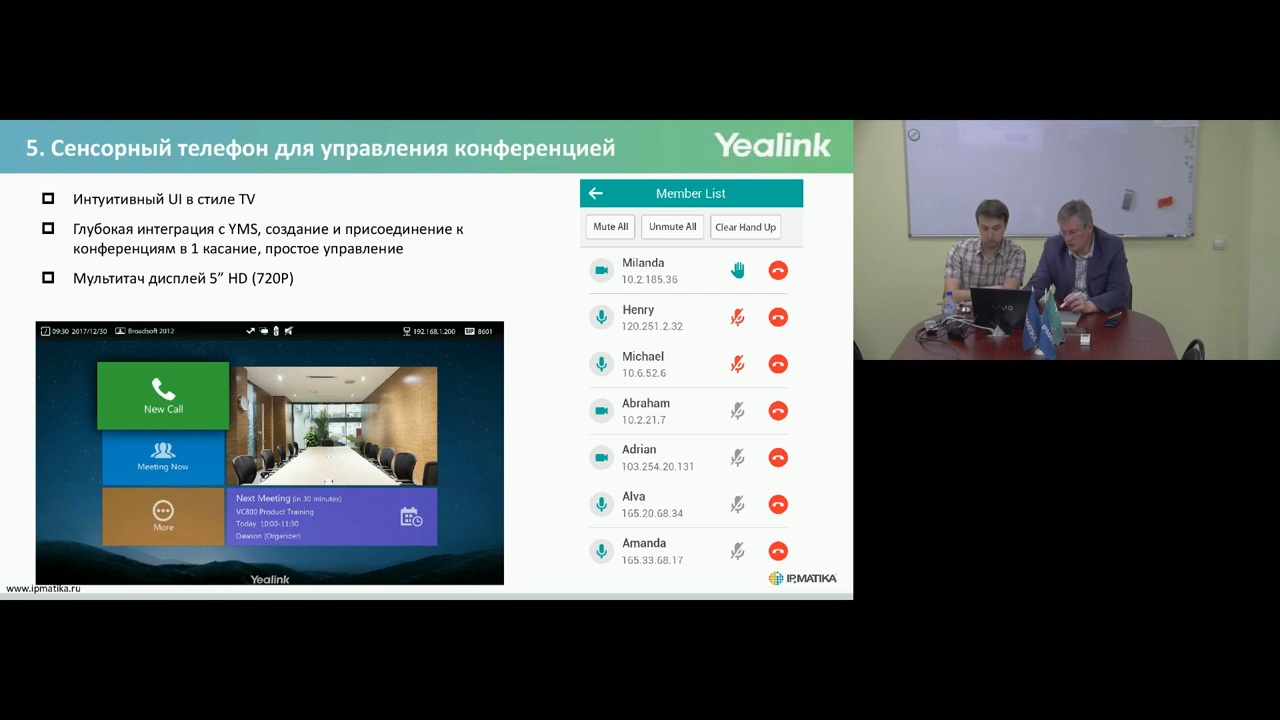 5. Сенсорный телефон для управления конференцией
Yealink
Интуитивный UI в стиле TV
Глубокая интеграция с YMS, создание и присоединение к
конференциям в 1 касание, простое управление
Мультитач дисплей 5” HD (720P)
09:30 2017/12/30 Broadsoft 2012 192.168.1.200 SIP 8601
New Call
Meeting Now
More
Next Meeting (in 30 minutes)
VC800 Product Training
Today 10:00-11:30
Dawson (Organizer)
Yealink
Member List
Mute All Unmute All Clear Hand Up
Milanda
10.2.185.36
Henry
120.251.2.32
Michael
10.6.52.6
Abraham
10.2.21.7
Adrian
103.254.20.131
Alva
165.20.68.34
Amanda
165.33.68.17
www.ipmatika.ru
IPMATIKA